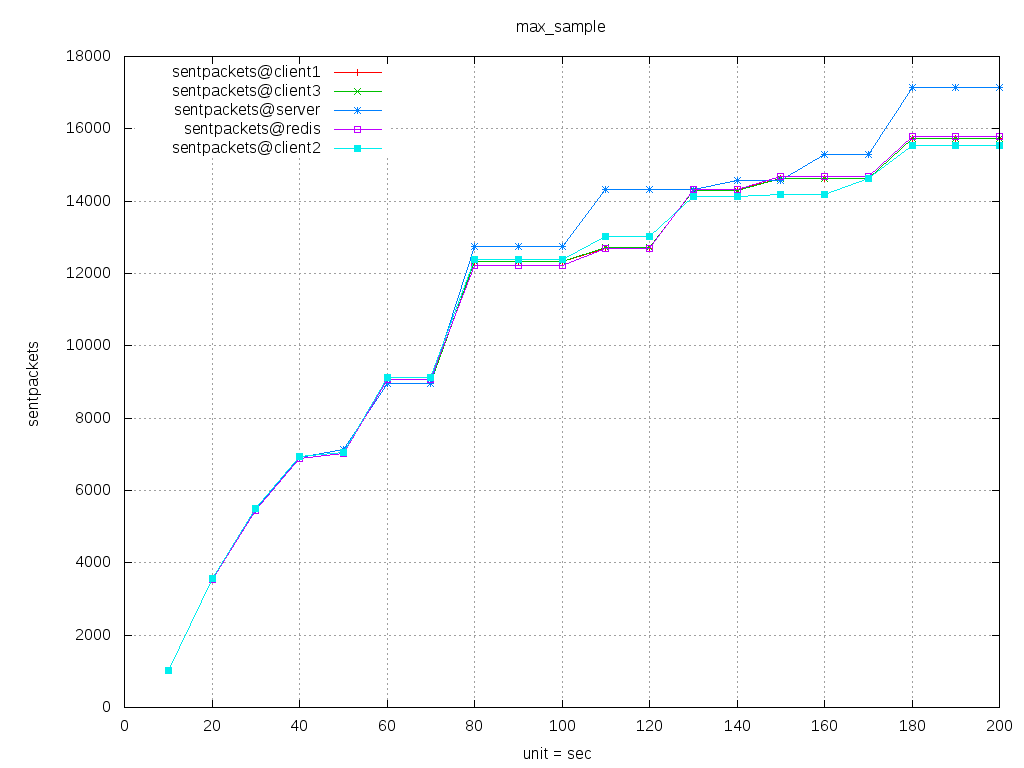 max_sample
18000
16000
14000
12000
10000
8000
6000
4000
2000
0
sentpackets
sentpackets@client1
sentpackets@client3
sentpackets@server
sentpackets@redis
sentpackets@client2
0 20 40 60 80 100 120 140 160 180 200
unit = sec